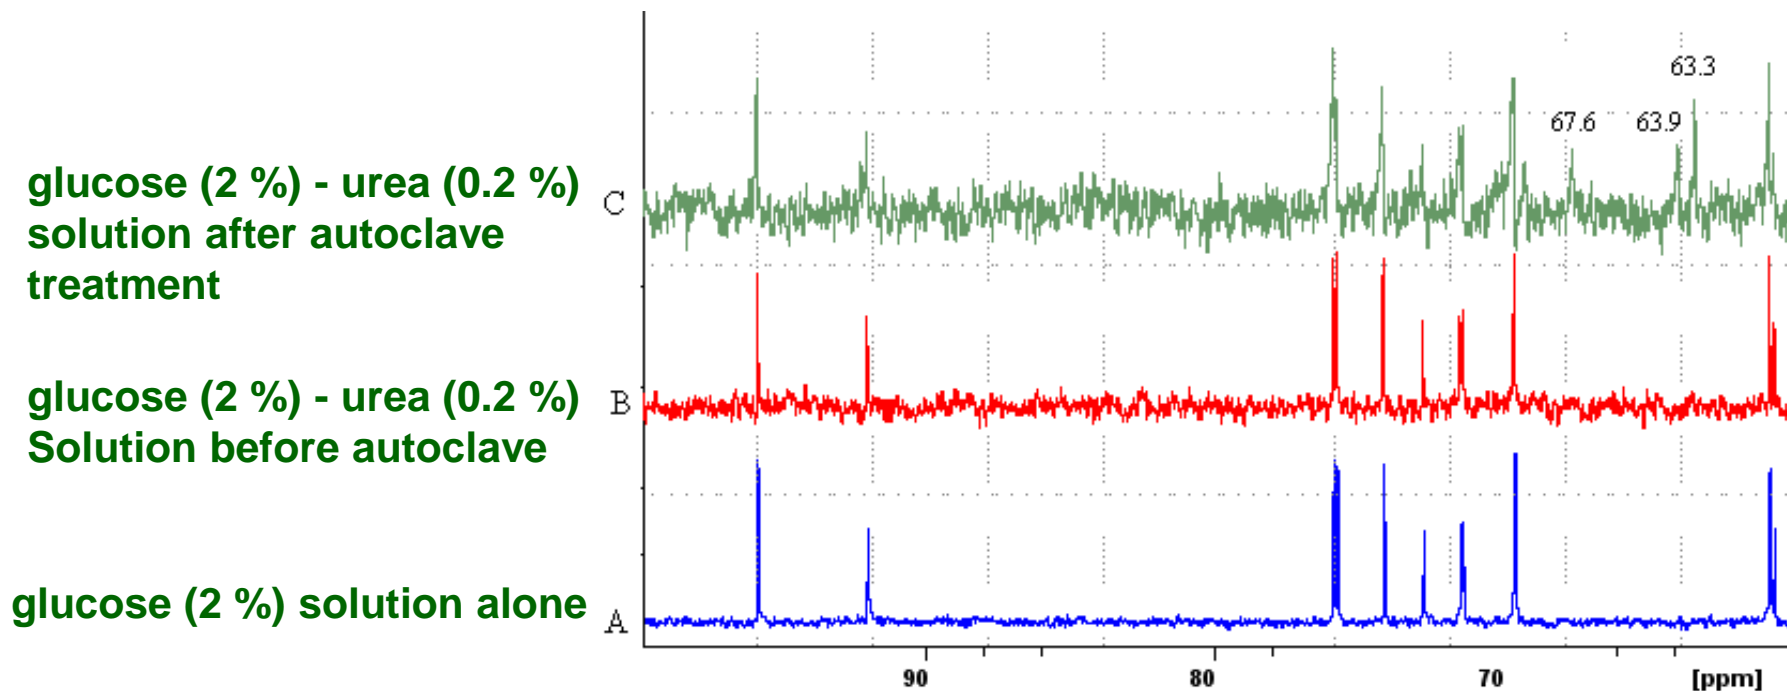 63.3
67.6 63.9
glucose (2 %) - urea (0.2 %)
solution after autoclave
treatment
C
glucose (2 %) - urea (0.2 %)
Solution before autoclave
B
glucose (2 %) solution alone
A
90 80 70 [ppm]